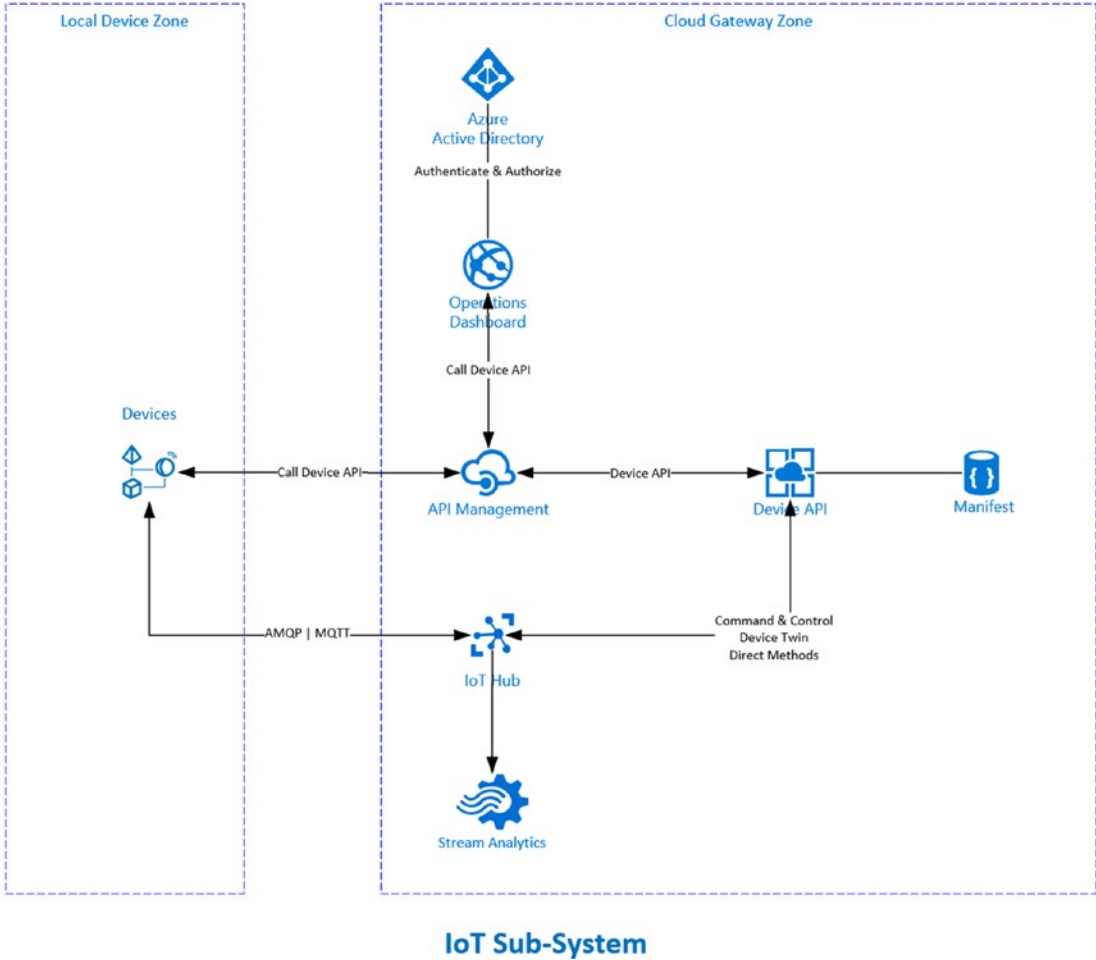 Local Device Zone
Cloud Gateway Zone
Azure
Active Directory
Authenticate & Authorize
Operations
Dashboard
Call Device API
Devices
Call Device API
API Management
Device API
Device API
Manifest
AMQP | MQTT
IoT Hub
Command & Control
Device Twin
Direct Methods
Stream Analytics
IoT Sub-System